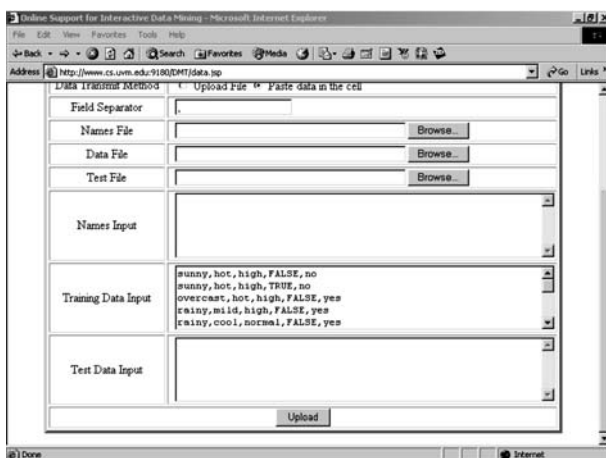 Online Support for Interactive Data Mining - Microsoft Internet Explorer
File Edit View Favorites Tools Help
Back Search Favorites Media
Address http://www.cs.uvm.edu:9180/DMT/data.jsp Go Links
Data Transmit Method Upload File Paste data in the cell
Field Separator ,
Names File Browse...
Data File Browse...
Test File Browse...
Names Input
sunny,hot,high,FALSE,no
sunny,hot,high,TRUE,no
overcast,hot,high,FALSE,yes
Training Data Input
rainy,mild,high,FALSE,yes
rainy,cool,normal,FALSE,yes
Test Data Input
Upload
Done Internet